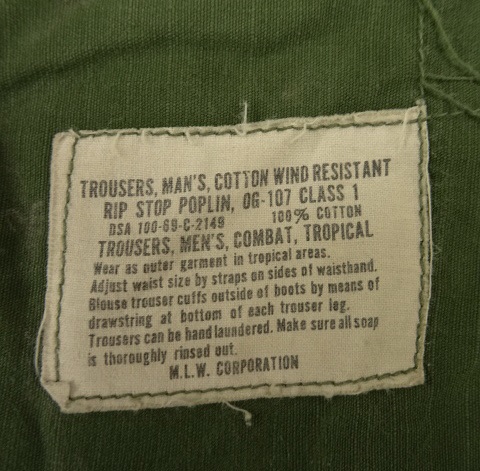 TROUSERS, MAN'S, COTTON WIND RESISTANT
RIP STOP POPLIN, OG-107 CLASS 1
DSA 100-69-C-2149 100% COTTON
TROUSERS, MEN'S, COMBAT, TROPICAL
Wear as outer garment in tropical areas.
Adjust waist size by straps on sides of waistband.
Blouse trouser cuffs outside of boots by means of
drawstring at bottom of each trouser leg.
Trousers can be hand laundered. Make sure all soap
is thoroughly rinsed out.
M.L.W. CORPORATION